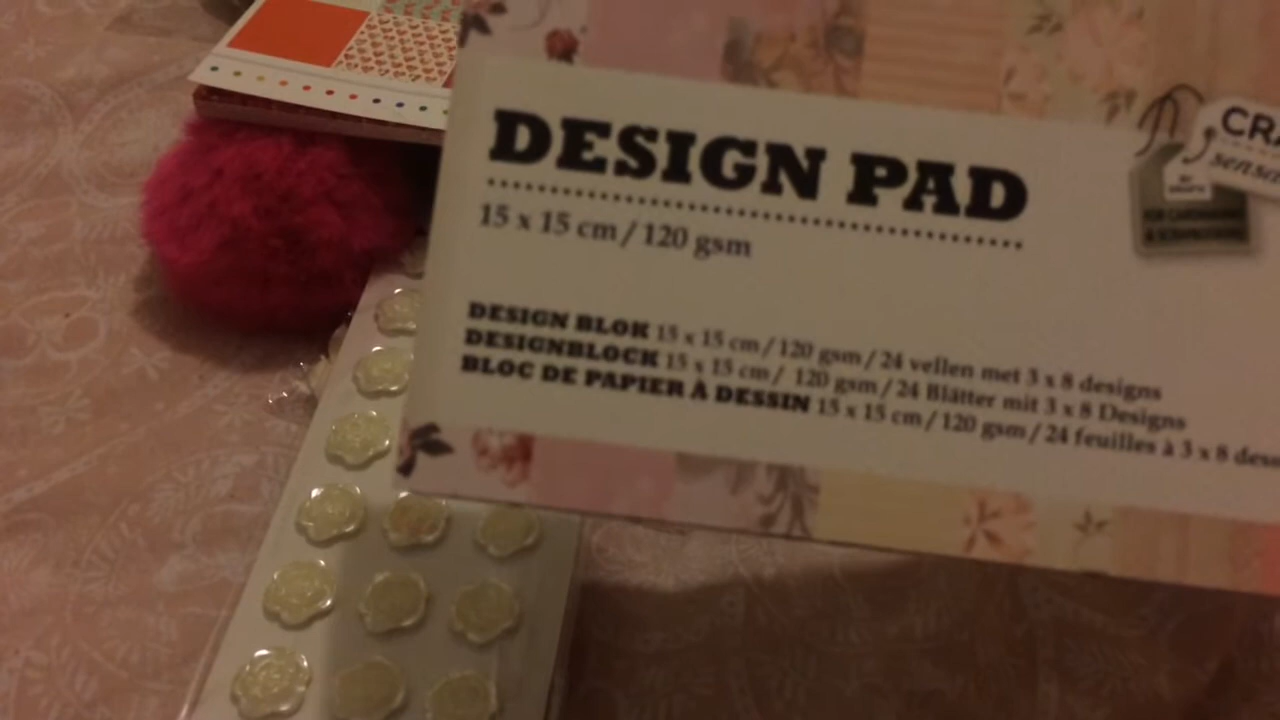 DESIGN PAD
15 x 15 cm / 120 gsm
DESIGN BLOK 15 x 15 cm / 120 gsm / 24 vellen met 3 x 8 designs
DESIGNBLOCK 15 x 15 cm / 120 gsm / 24 Blätter mit 3 x 8 Designs
BLOC DE PAPIER À DESSIN 15 x 15 cm / 120 gsm / 24 feuilles à 3 x 8 dess
CRA
sensa